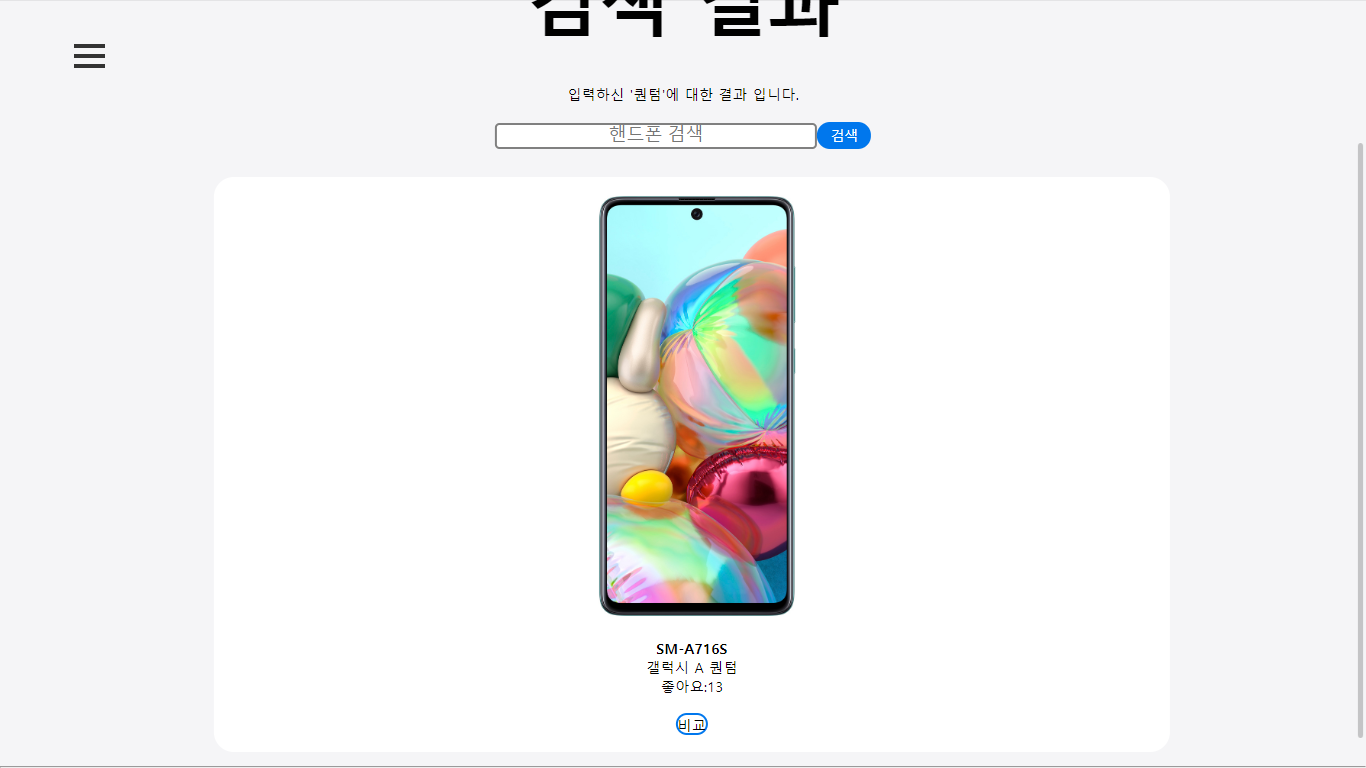 검색 결과
입력하신 '퀀텀'에 대한 결과 입니다.
핸드폰 검색
검색
SM-A716S
갤럭시 A 퀀텀
좋아요:13
비교